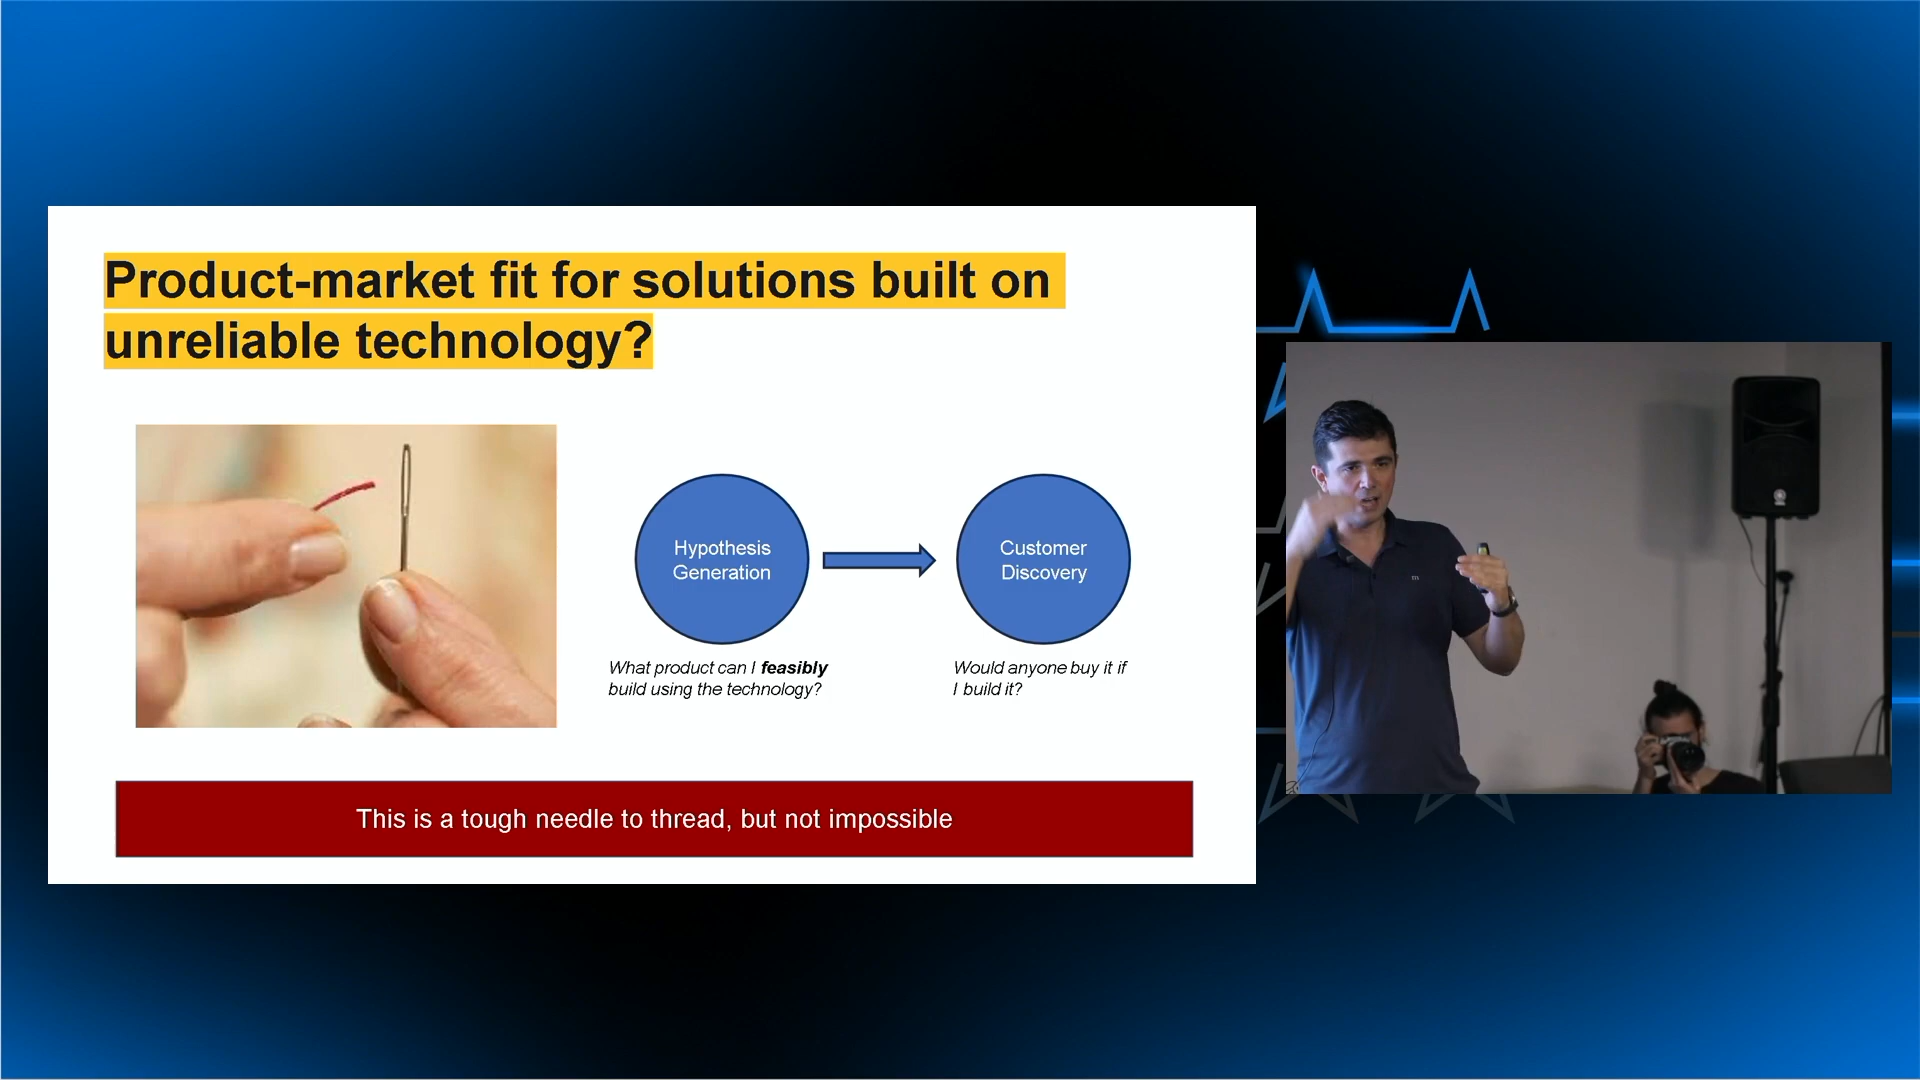 Product-market fit for solutions built on
unreliable technology?
Hypothesis
Generation
Customer
Discovery
What product can I feasibly
build using the technology?
Would anyone buy it if
I build it?
This is a tough needle to thread, but not impossible
m